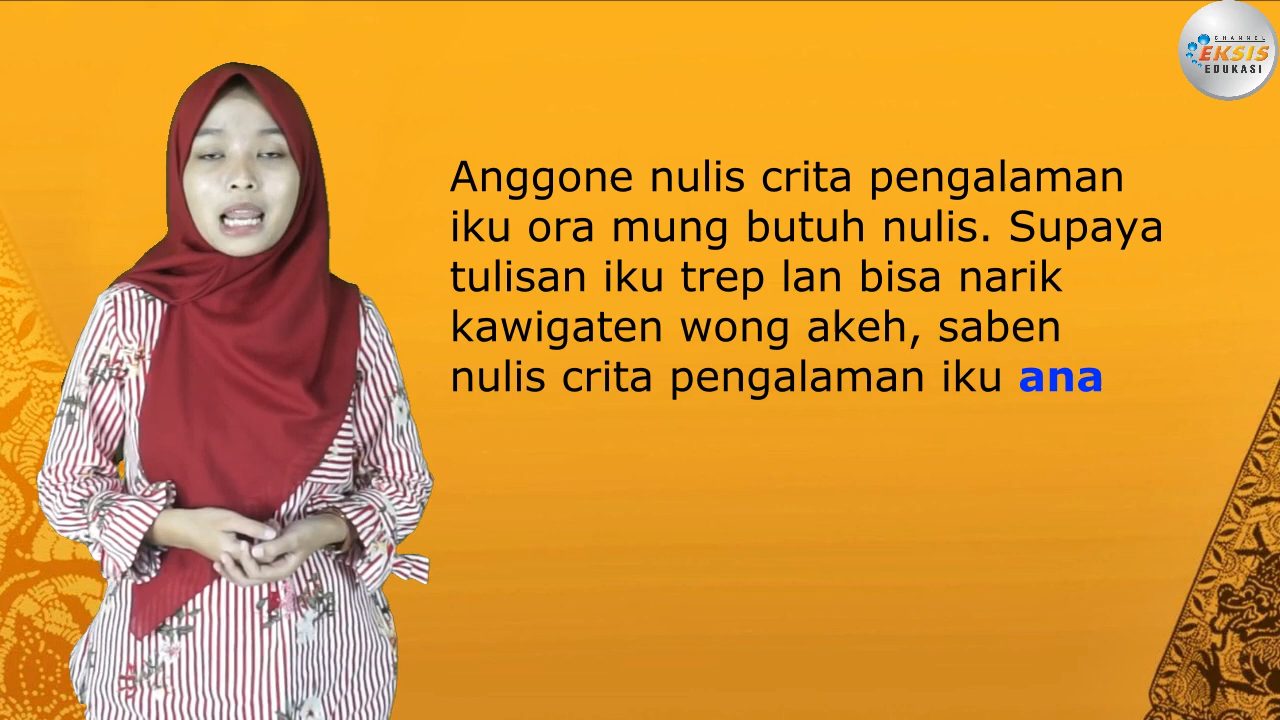 CHANNEL
EKSIS
EDUKASI
Anggone nulis crita pengalaman
iku ora mung butuh nulis. Supaya
tulisan iku trep lan bisa narik
kawigaten wong akeh, saben
nulis crita pengalaman iku ana